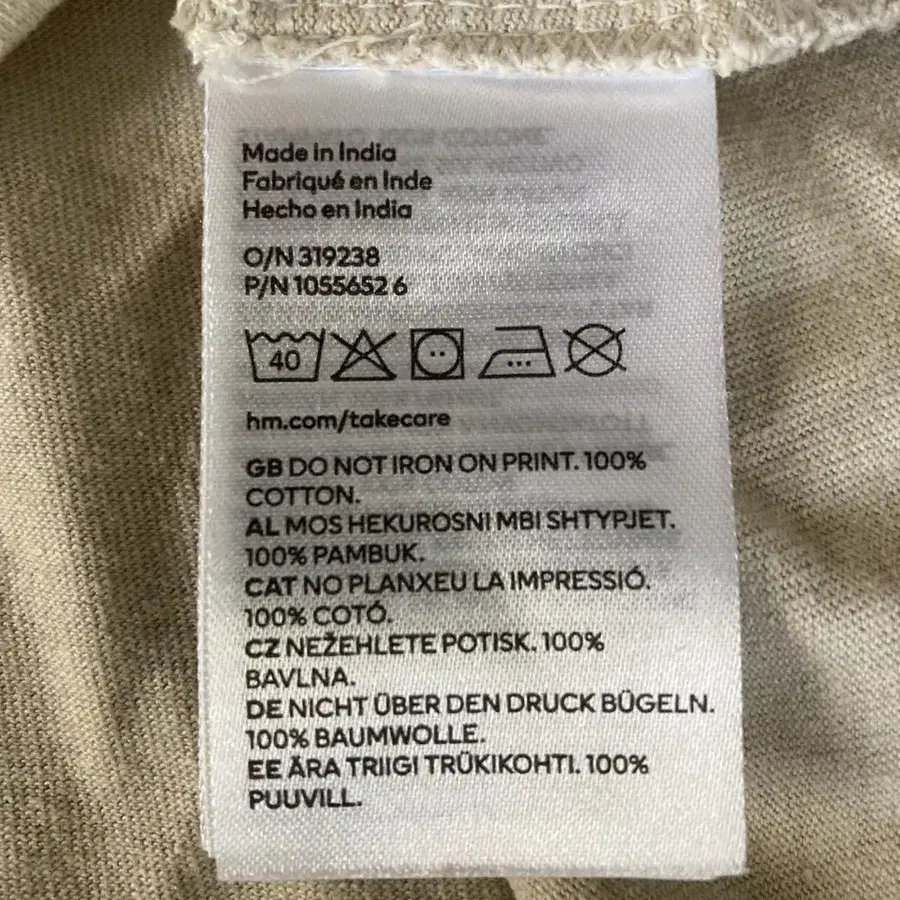 Made in India
Fabriqué en Inde
Hecho en India
O/N 319238
P/N 1055652 6
40
hm.com/takecare
GB DO NOT IRON ON PRINT. 100%
COTTON.
AL MOS HEKUROSNI MBI SHTYPJET.
100% PAMBUK.
CAT NO PLANXEU LA IMPRESSIÓ.
100% COTÓ.
CZ NEŽEHLETE POTISK. 100%
BAVLNA.
DE NICHT ÜBER DEN DRUCK BÜGELN.
100% BAUMWOLLE.
EE ÄRA TRIIGI TRÜKIKOHTI. 100%
PUUVILL.